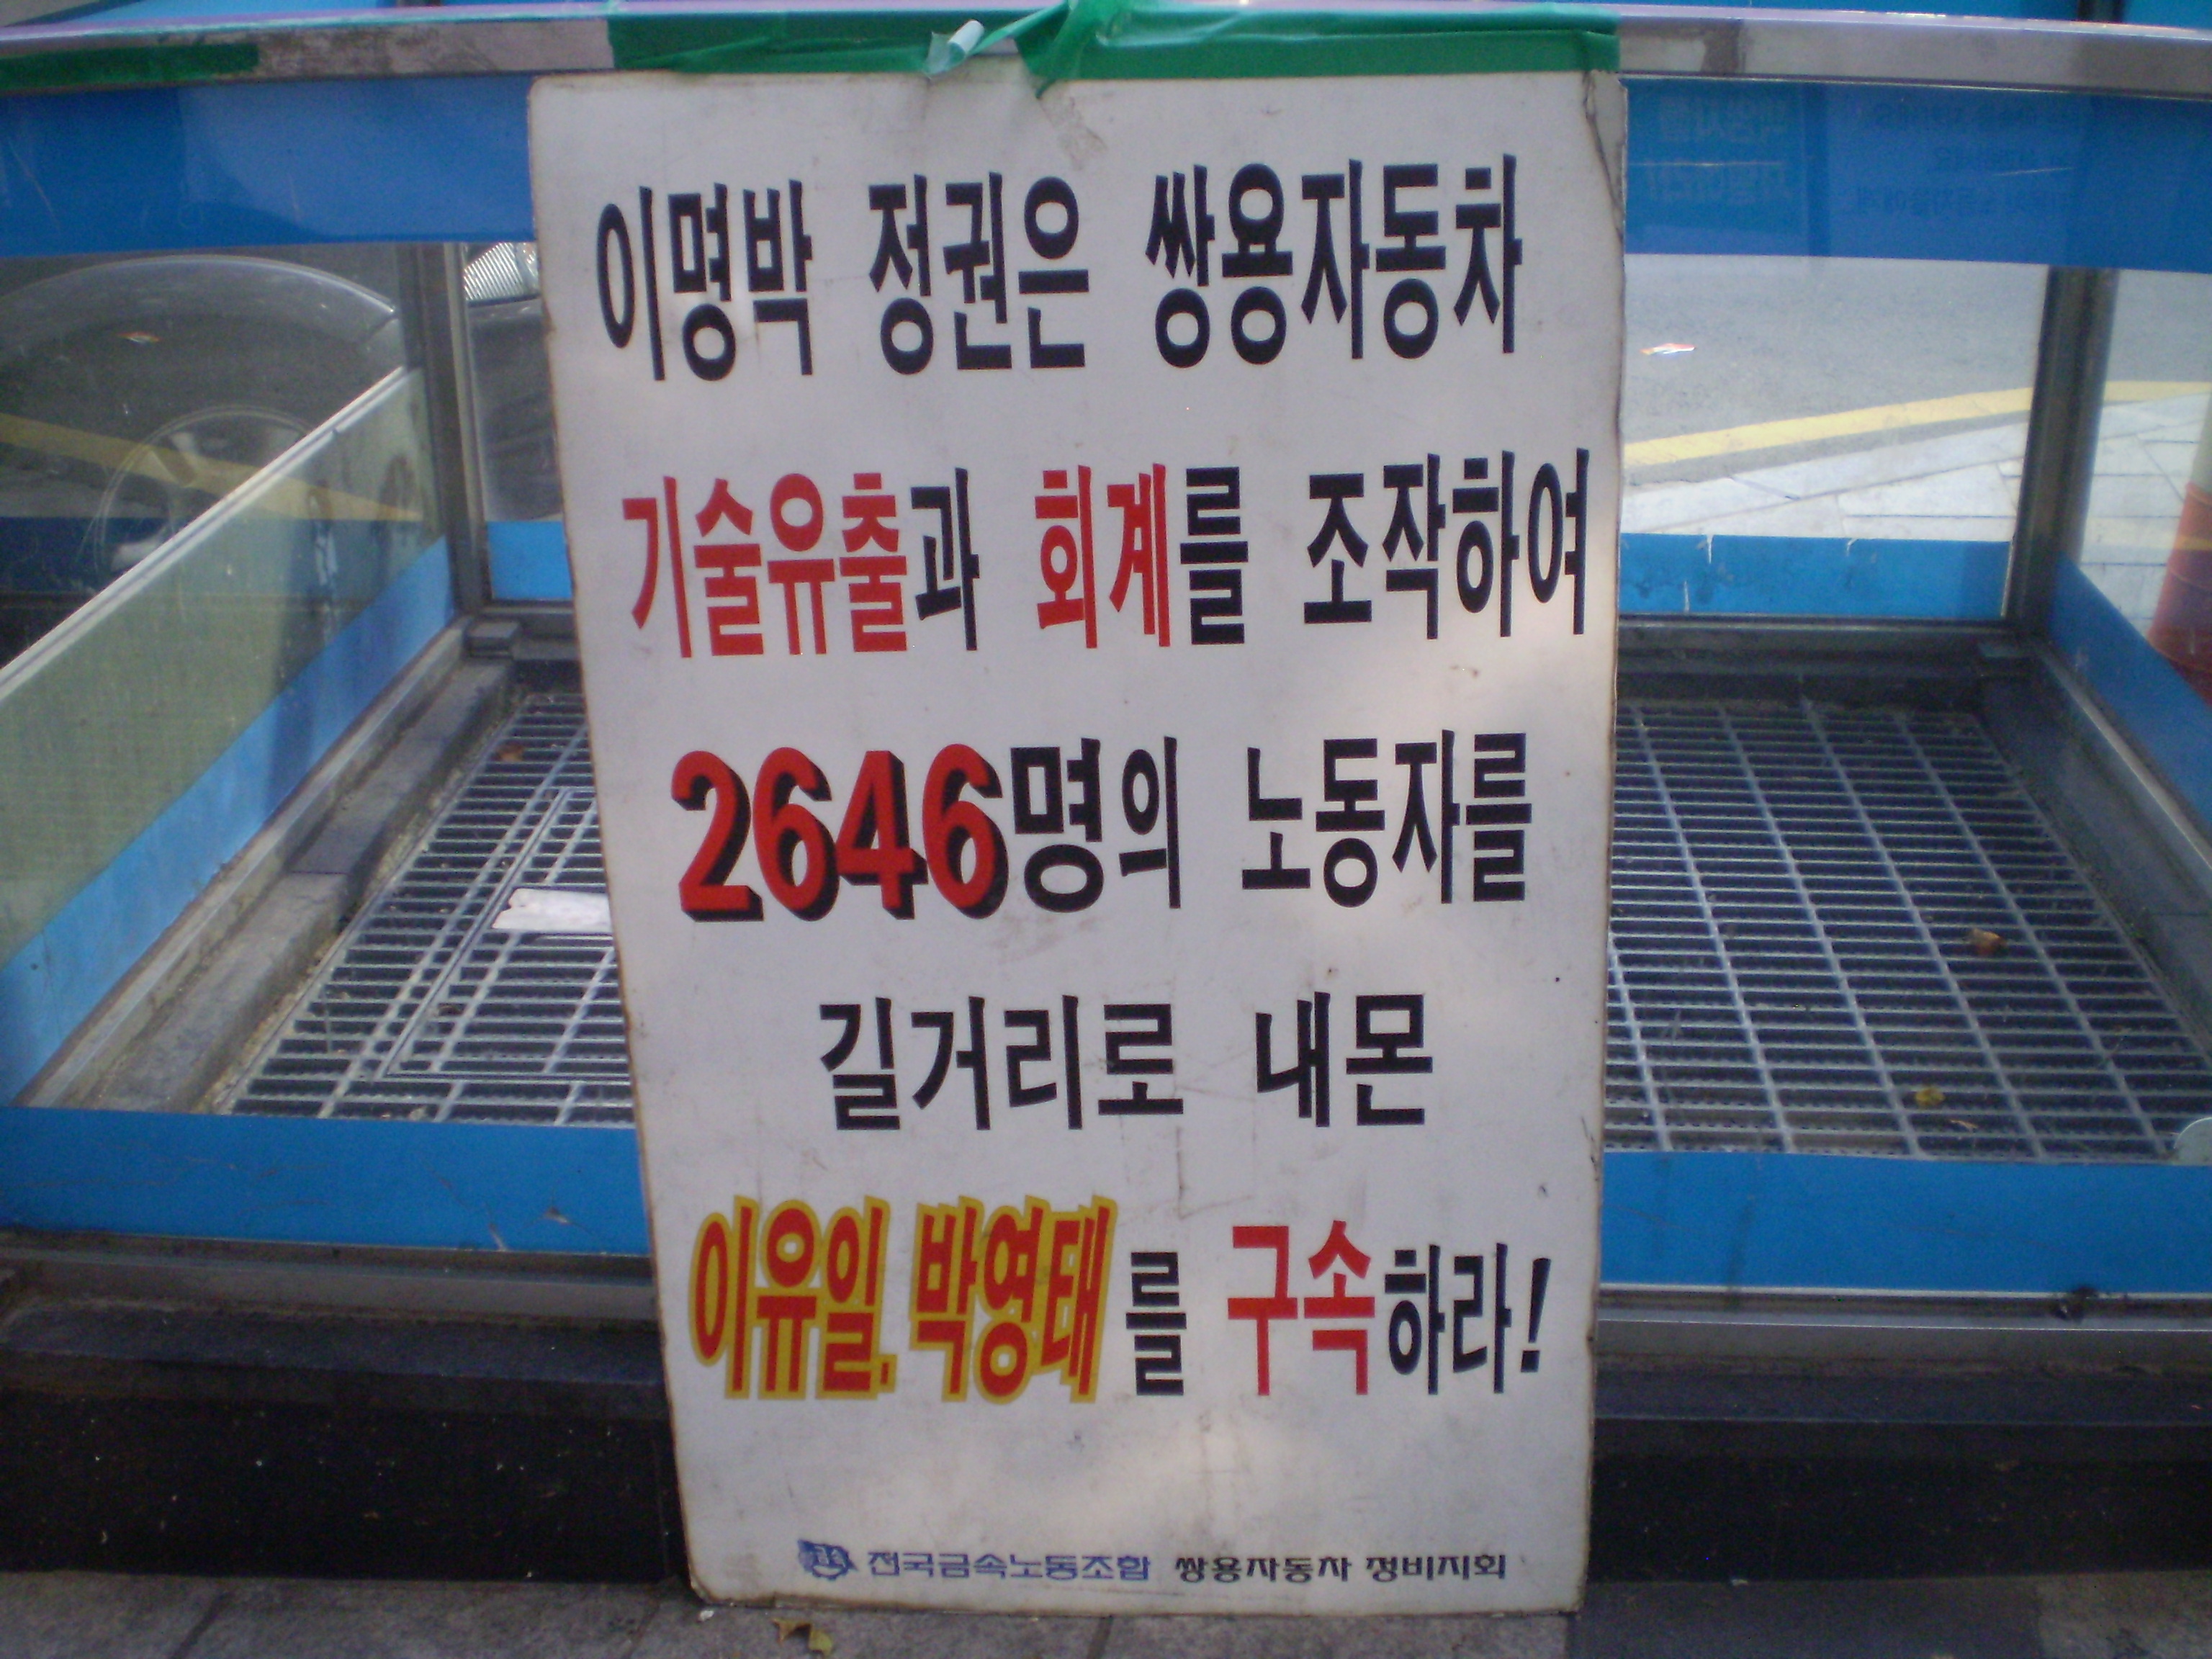 이명박 정권은 쌍용자동차
기술유출과 회계를 조작하여
2646명의 노동자를
길거리로 내몬
이유일, 박영태를 구속하라!
전국금속노동조합 쌍용자동차 정비지회